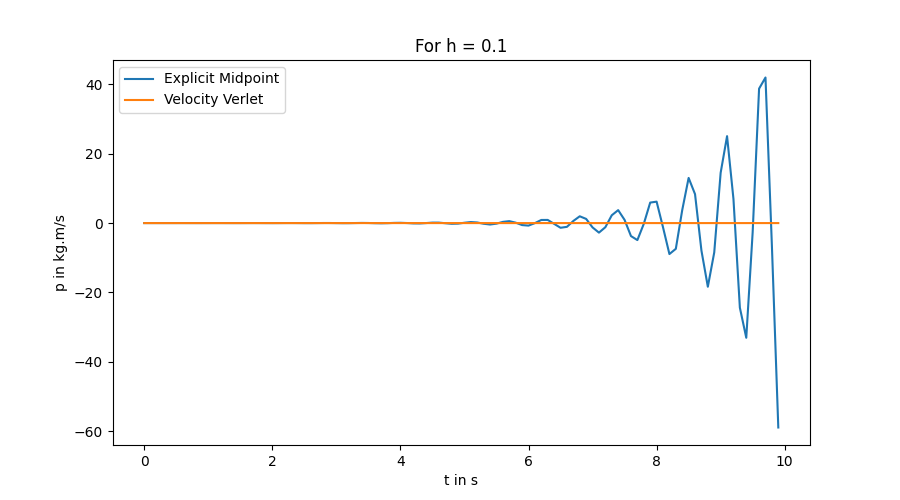 For h = 0.1
Explicit Midpoint
Velocity Verlet
40
20
0
−20
−40
−60
p in kg.m/s
0 2 4 6 8 10
t in s